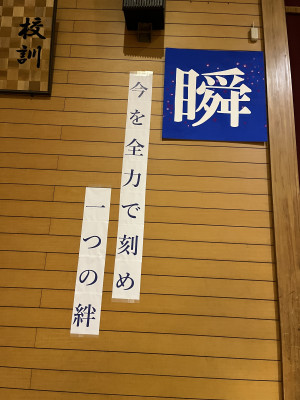 瞬
今を全力で刻め
一つの絆
校訓